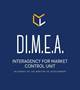 DI.M.E.A.
INTERAGENCY FOR MARKET
CONTROL UNIT